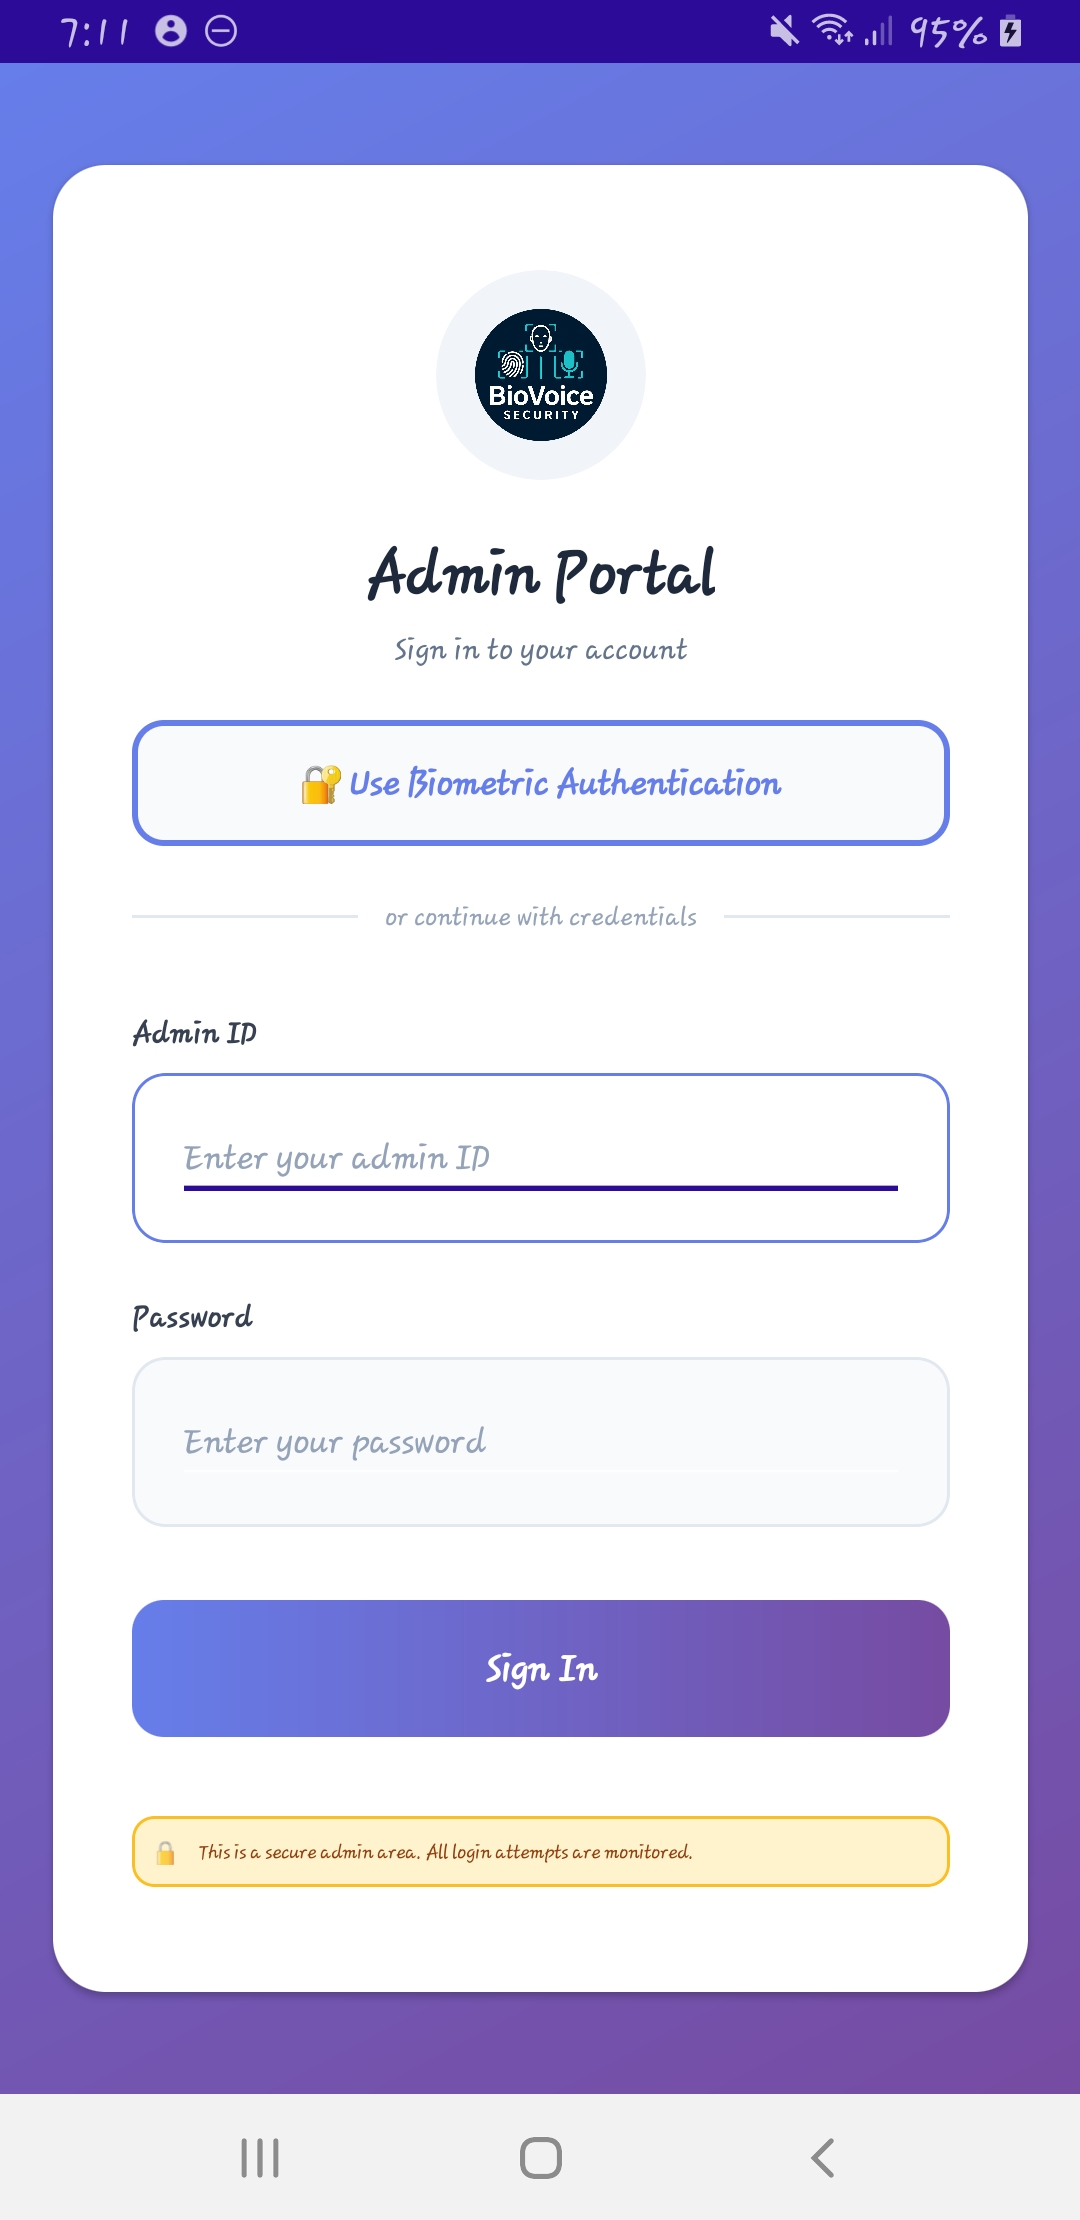 7:11 95%
BioVoice
SECURITY
Admin Portal
Sign in to your account
🔐 Use Biometric Authentication
or continue with credentials
Admin ID
Enter your admin ID
Password
Enter your password
Sign In
🔒 This is a secure admin area. All login attempts are monitored.